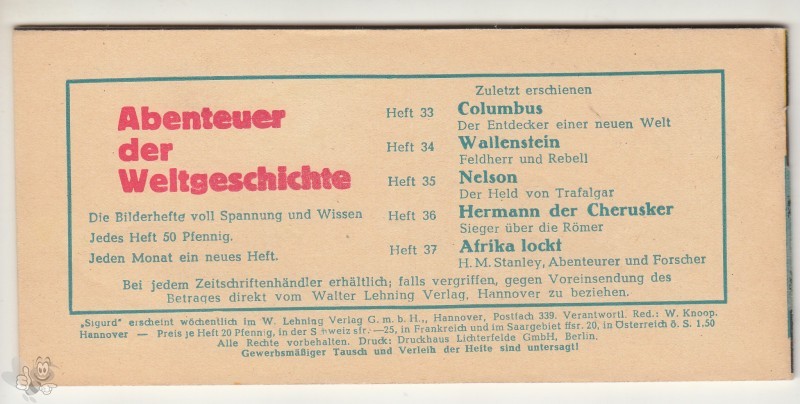 Abenteuer
der
Weltgeschichte
Die Bilderhefte voll Spannung und Wissen
Jedes Heft 50 Pfennig.
Jeden Monat ein neues Heft.
Zuletzt erschienen
Heft 33 Columbus
Der Entdecker einer neuen Welt
Heft 34 Wallenstein
Feldherr und Rebell
Heft 35 Nelson
Der Held von Trafalgar
Heft 36 Hermann der Cherusker
Sieger über die Römer
Heft 37 Afrika lockt
H. M. Stanley, Abenteurer und Forscher
Bei jedem Zeitschriftenhändler erhältlich; falls vergriffen, gegen Voreinsendung des
Betrages direkt vom Walter Lehning Verlag, Hannover zu beziehen.
„Sigurd" erscheint wöchentlich im W. Lehning Verlag G. m. b. H., Hannover, Postfach 339. Verantwortl. Red.: W. Knoop.
Hannover — Preis je Heft 20 Pfennig, in der Schweiz sfr. —25, in Frankreich und im Saargebiet ffsr. 20, in Österreich ö. S. 1.50
Alle Rechte vorbehalten. Druck: Druckhaus Lichterfelde GmbH, Berlin.
Gewerbsmäßiger Tausch und Verleih der Hefte sind untersagt!